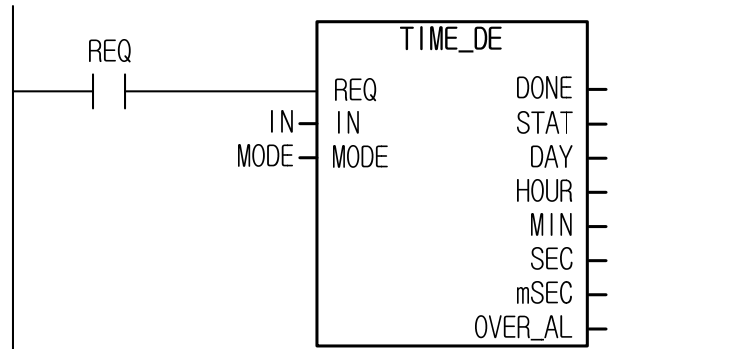 TIME_DE
REQ
REQ DONE
IN IN STAT
MODE MODE DAY
HOUR
MIN
SEC
mSEC
OVER_AL